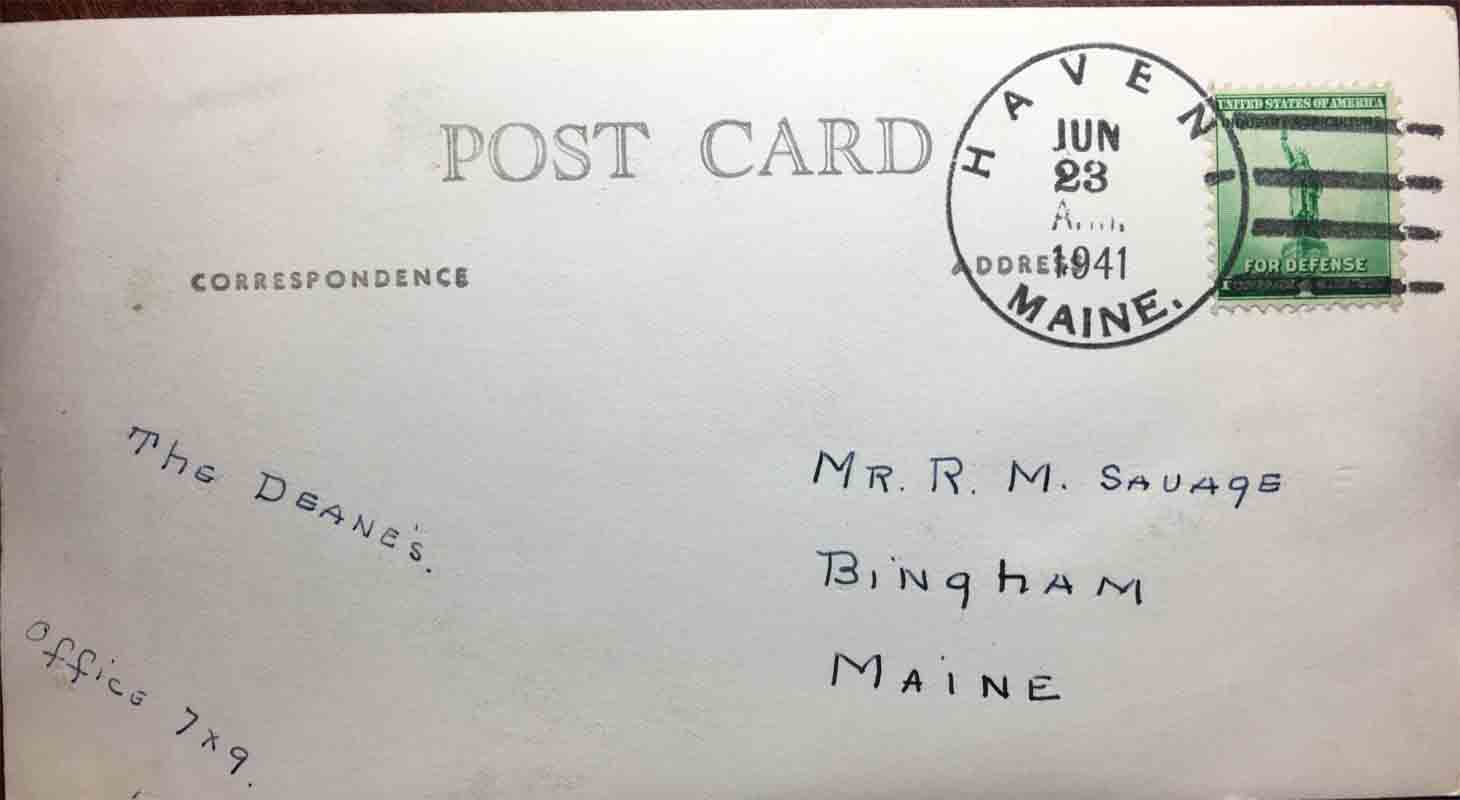 POST CARD
CORRESPONDENCE
ADDRESS
HAVEN
JUN
23
1941
MAINE.
UNITED STATES OF AMERICA
FOR DEFENSE
The DEANE'S.
Office 7x9.
MR. R. M. SAVAGE
BINGHAM
MAINE